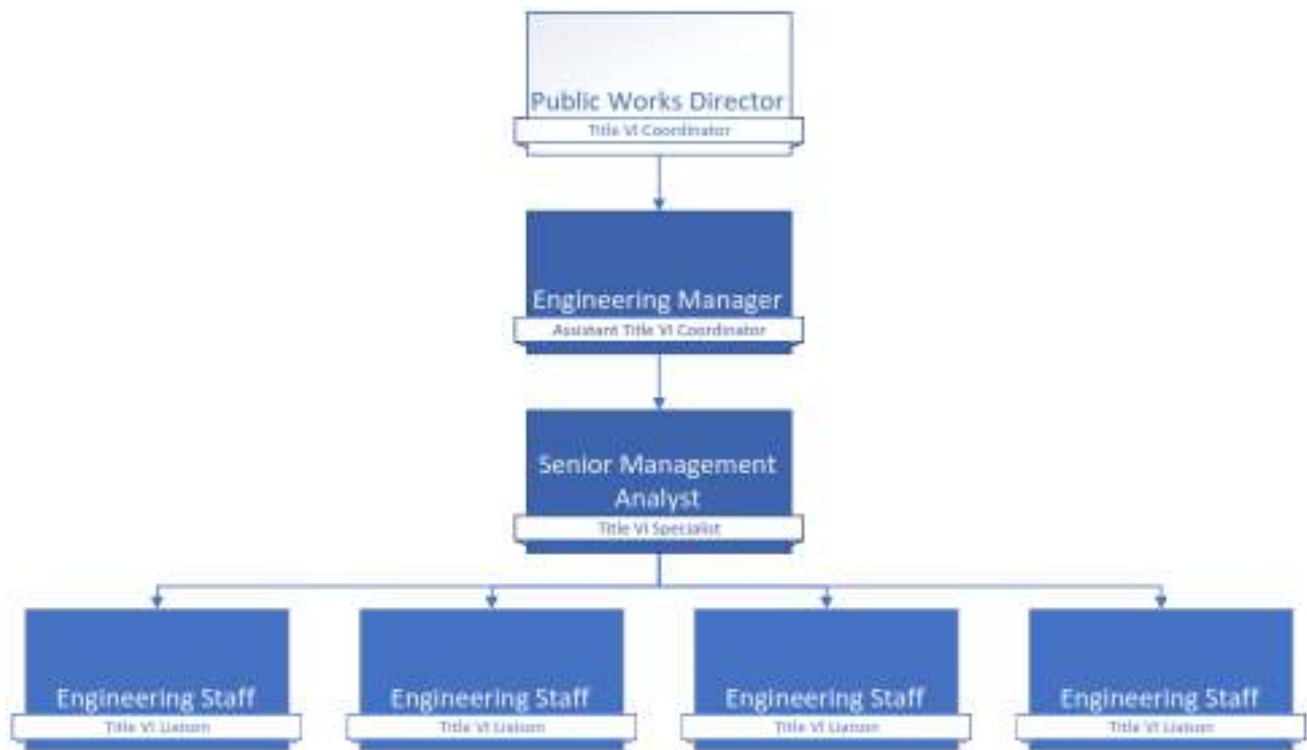 Public Works Director
Title VI Coordinator
Engineering Manager
Assistant Title VI Coordinator
Senior Management
Analyst
Title VI Specialist
Engineering Staff
Title VI Liaison
Engineering Staff
Title VI Liaison
Engineering Staff
Title VI Liaison
Engineering Staff
Title VI Liaison